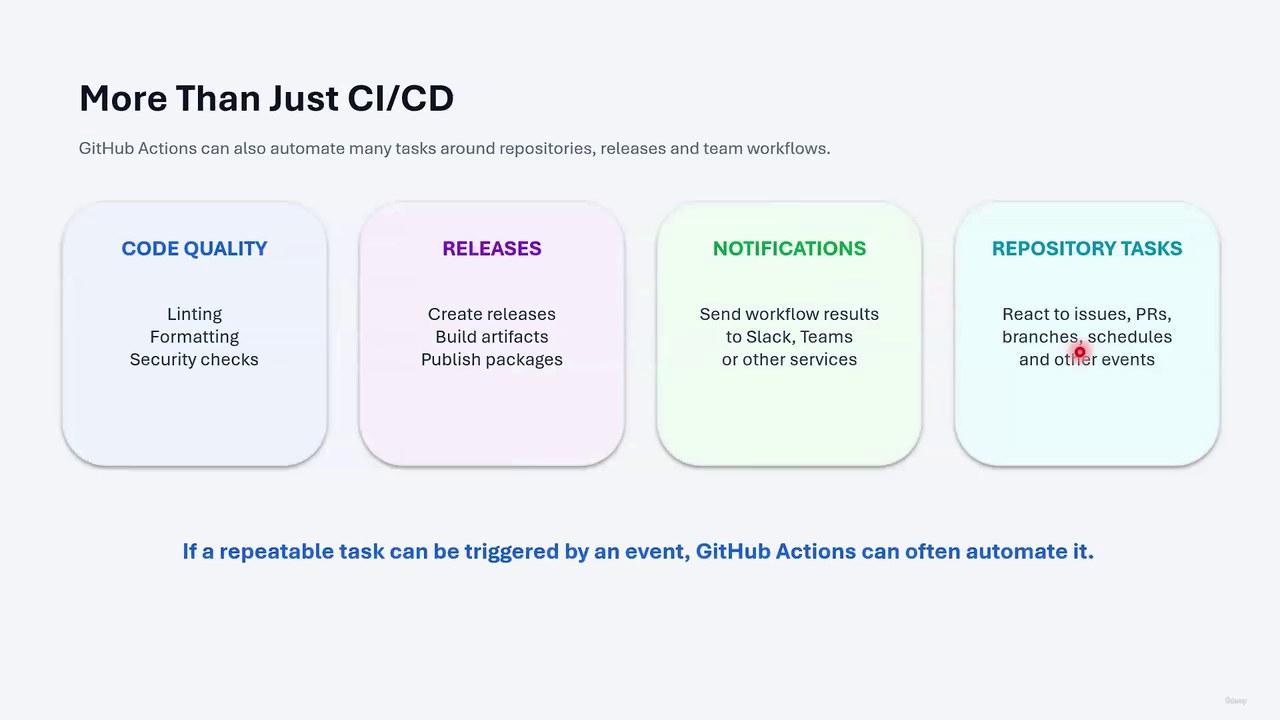 More Than Just CI/CD
GitHub Actions can also automate many tasks around repositories, releases and team workflows.
CODE QUALITY
Linting
Formatting
Security checks
RELEASES
Create releases
Build artifacts
Publish packages
NOTIFICATIONS
Send workflow results
to Slack, Teams
or other services
REPOSITORY TASKS
React to issues, PRs,
branches, schedules
and other events
If a repeatable task can be triggered by an event, GitHub Actions can often automate it.